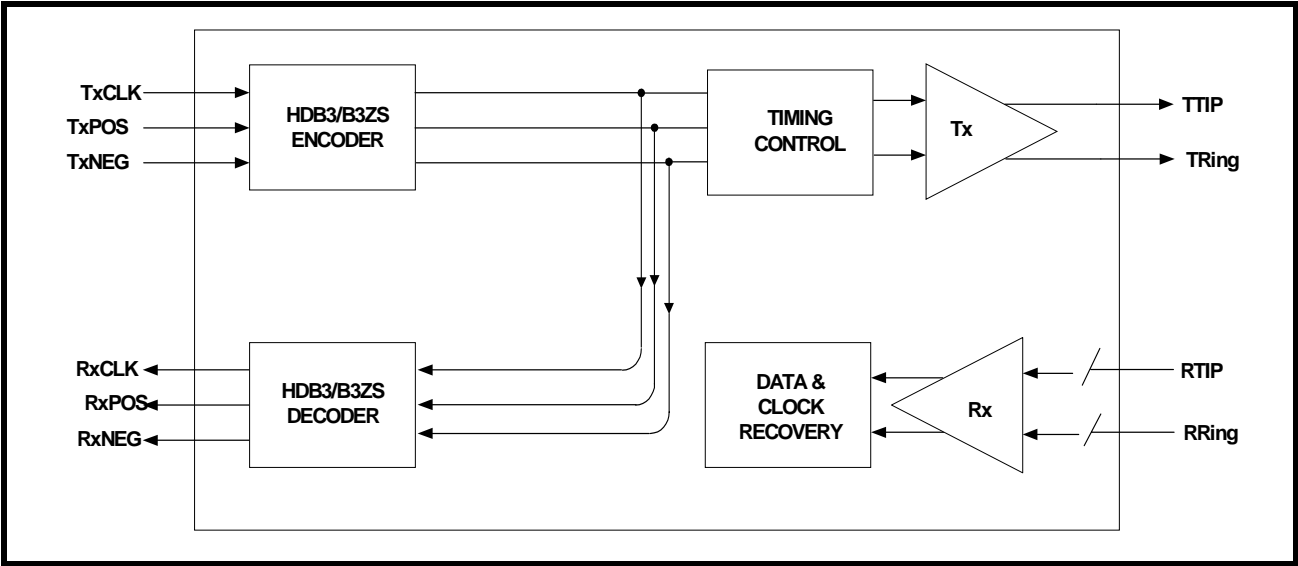 TxCLK
TxPOS
TxNEG
HDB3/B3ZS
ENCODER
TIMING
CONTROL
Tx
TTIP
TRing
RxCLK
RxPOS
RxNEG
HDB3/B3ZS
DECODER
DATA &
CLOCK
RECOVERY
Rx
RTIP
RRing